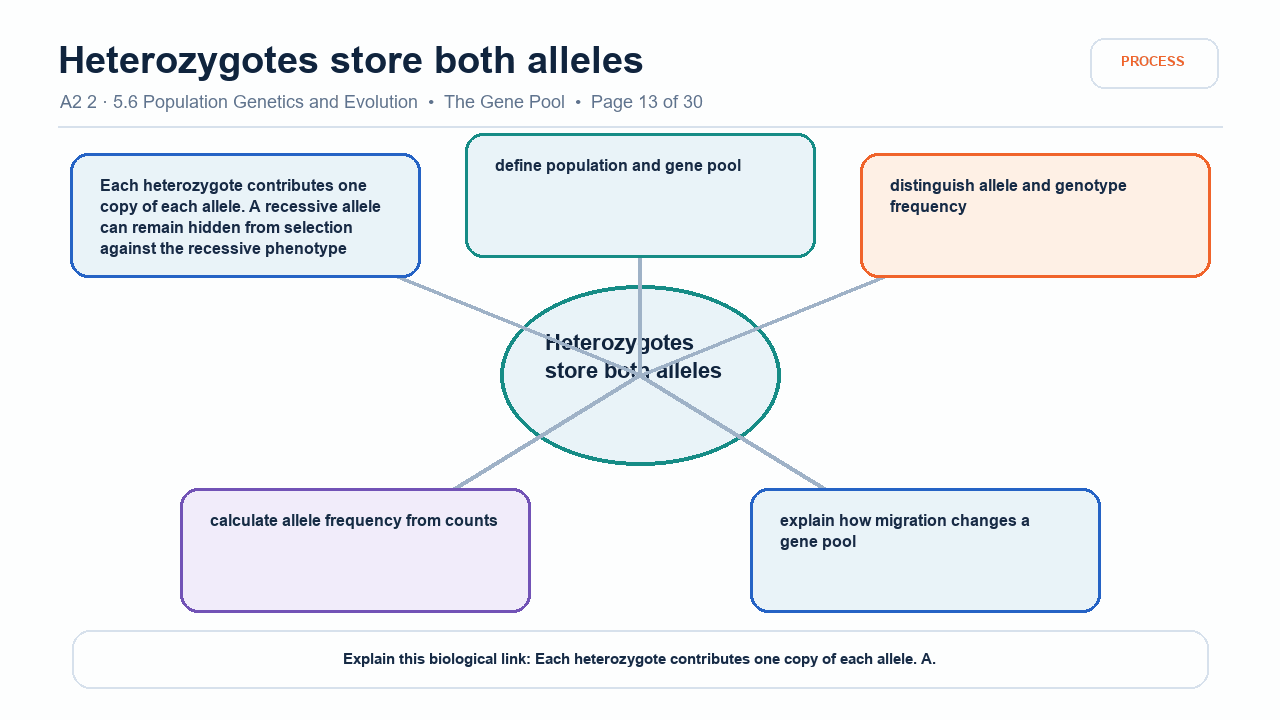 Heterozygotes store both alleles
PROCESS
A2 2 · 5.6 Population Genetics and Evolution • The Gene Pool • Page 13 of 30
Each heterozygote contributes one
copy of each allele. A recessive allele
can remain hidden from selection
against the recessive phenotype
define population and gene pool
distinguish allele and genotype
frequency
Heterozygotes
store both alleles
calculate allele frequency from counts
explain how migration changes a
gene pool
Explain this biological link: Each heterozygote contributes one copy of each allele. A.